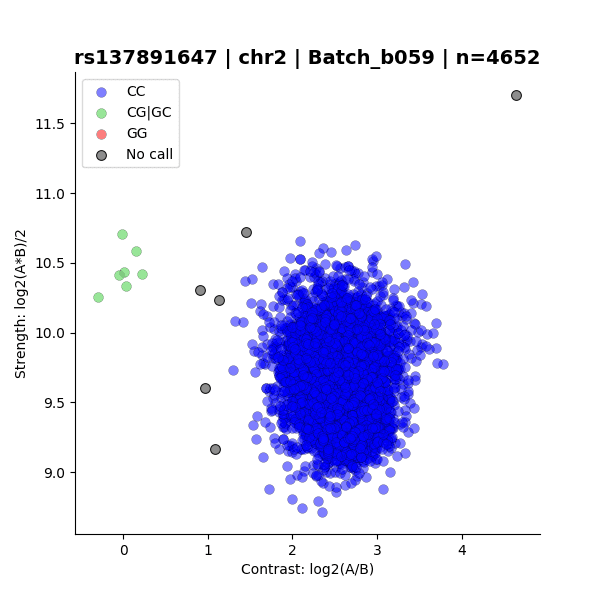 rs137891647 | chr2 | Batch_b059 | n=4652
CC
CG|GC
GG
No call
11.5
11.0
10.5
10.0
9.5
9.0
Strength: log2(A*B)/2
0 1 2 3 4
Contrast: log2(A/B)